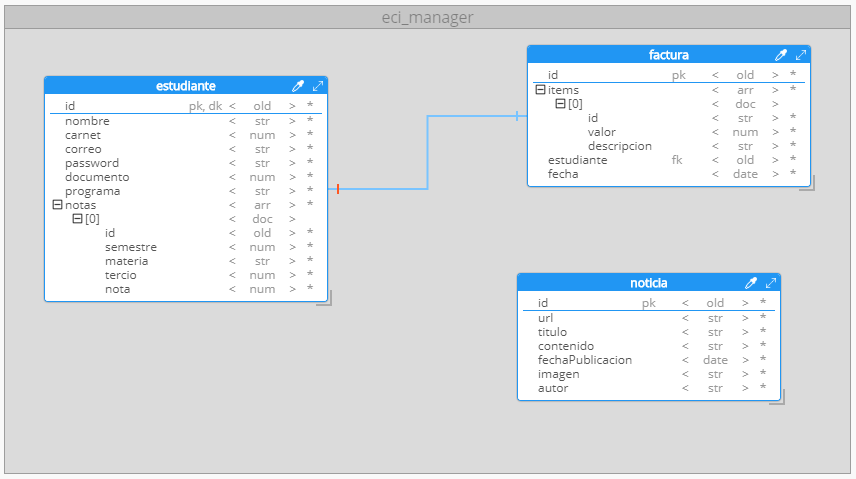 eci_manager
estudiante
id pk, dk < old > *
nombre < str > *
carnet < num > *
correo < str > *
password < str > *
documento < num > *
programa < str > *
notas < arr > *
[0] < doc >
id < old > *
semestre < num > *
materia < str > *
tercio < num > *
nota < num > *
factura
id pk < old > *
items < arr > *
[0] < doc >
id < str > *
valor < num > *
descripcion < str > *
estudiante fk < old > *
fecha < date > *
noticia
id pk < old > *
url < str > *
titulo < str > *
contenido < str > *
fechaPublicacion < date > *
imagen < str > *
autor < str > *